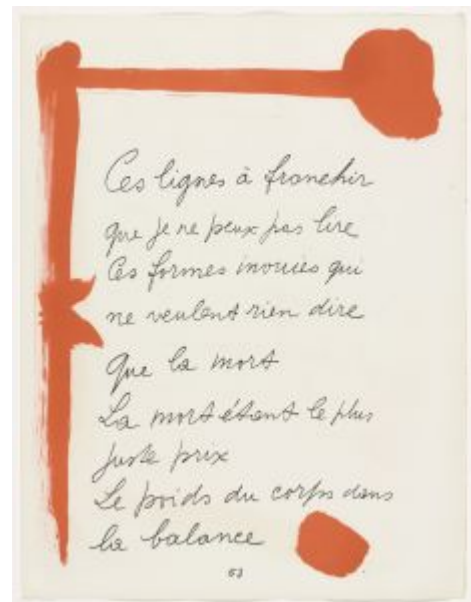 Ces lignes à franchir
que je ne peux pas lire
Ces formes inouïes qui
ne veulent rien dire
Que la mort
La mort étant le plus
juste prix
Le poids du corps dans
la balance
63